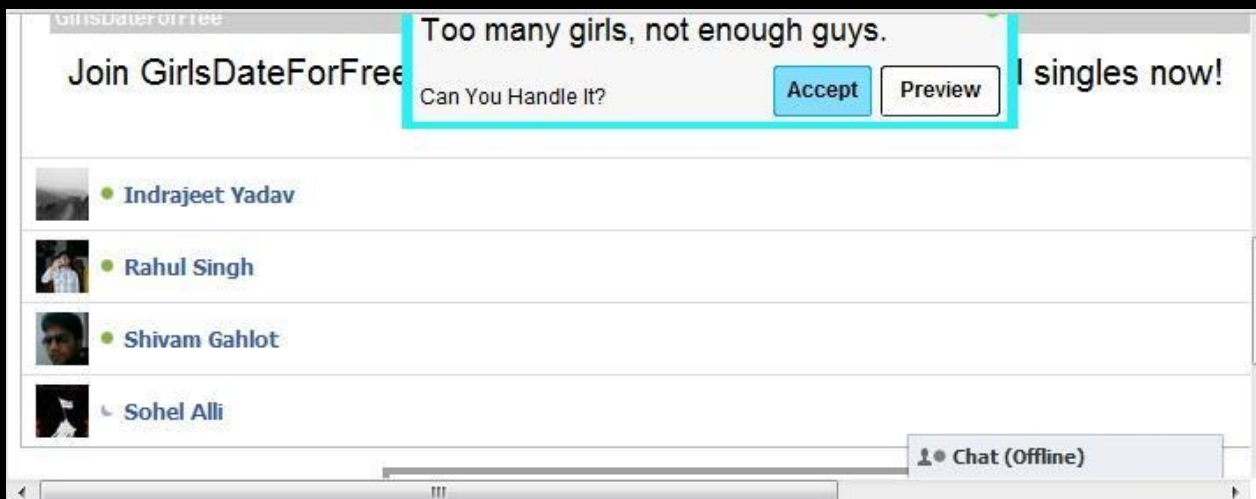 GirlsDateForFree
Too many girls, not enough guys.
Join GirlsDateForFree
l singles now!
Can You Handle It?
Accept
Preview
Indrajeet Yadav
Rahul Singh
Shivam Gahlot
Sohel Alli
Chat (Offline)